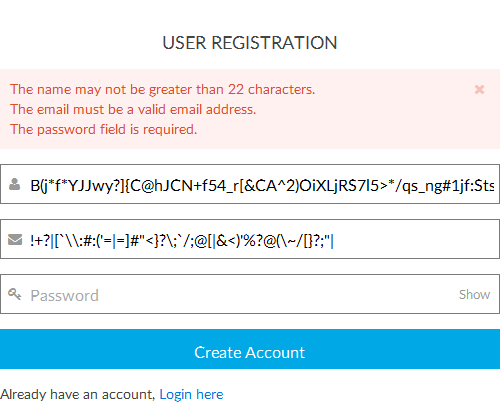 USER REGISTRATION
The name may not be greater than 22 characters.
The email must be a valid email address.
The password field is required.
B(j*f*YJJwy?]{C@hJCN+f54_r[&CA^2)OiXLjRS7l5>*/qs_ng#1jf:Sts
!+?|[`\\:#:('=|=]#"<}?\;`/;@[|&<)'%?@(\~/[}?;"|
Password
Show
Create Account
Already have an account, Login here